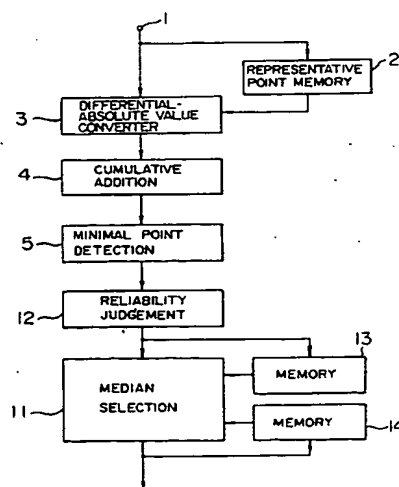 1
REPRESENTATIVE
POINT MEMORY
2
DIFFERENTIAL-
ABSOLUTE VALUE
CONVERTER
3
CUMULATIVE
ADDITION
4
MINIMAL POINT
DETECTION
5
RELIABILITY
JUDGEMENT
12
13
MEMORY
MEDIAN
SELECTION
11
MEMORY
14